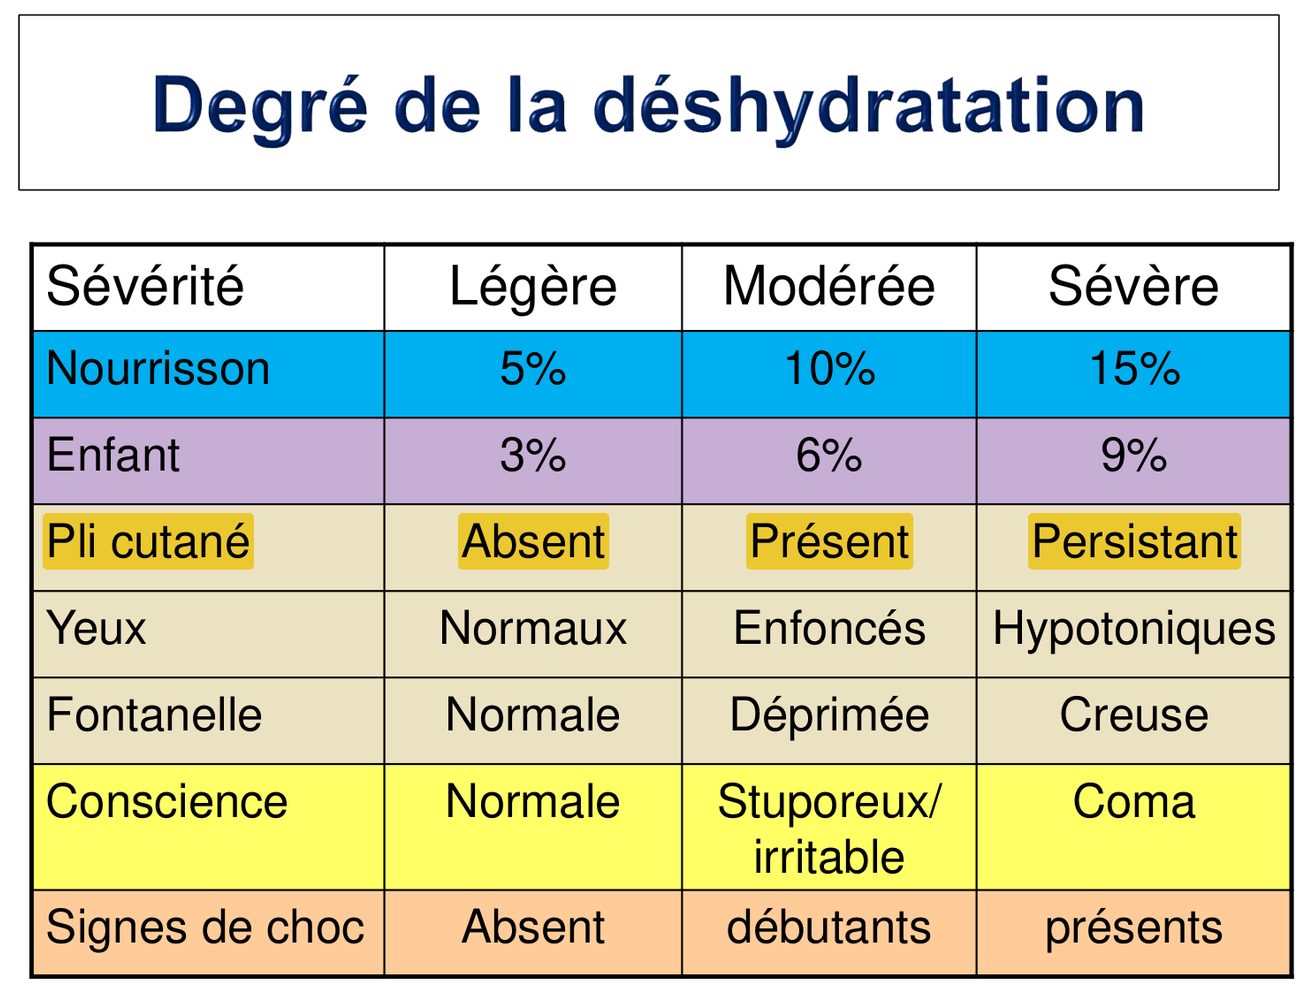 Degré de la déshydratation
Sévérité Légère Modérée Sévère
Nourrisson 5% 10% 15%
Enfant 3% 6% 9%
Pli cutané Absent Présent Persistant
Yeux Normaux Enfoncés Hypotoniques
Fontanelle Normale Déprimée Creuse
Conscience Normale Stuporeux/ Coma
irritable
Signes de choc Absent débutants présents